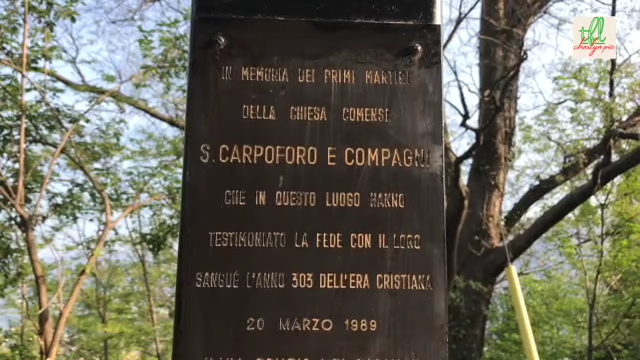 IN MEMORIA DEI PRIMI MARTIRI
DELLA CHIESA COMENSE
S. CARPOFORO E COMPAGNI
CHE IN QUESTO LUOGO HANNO
TESTIMONIATO LA FEDE CON IL LORO
SANGUE L'ANNO 303 DELL'ERA CRISTIANA
20 MARZO 1989